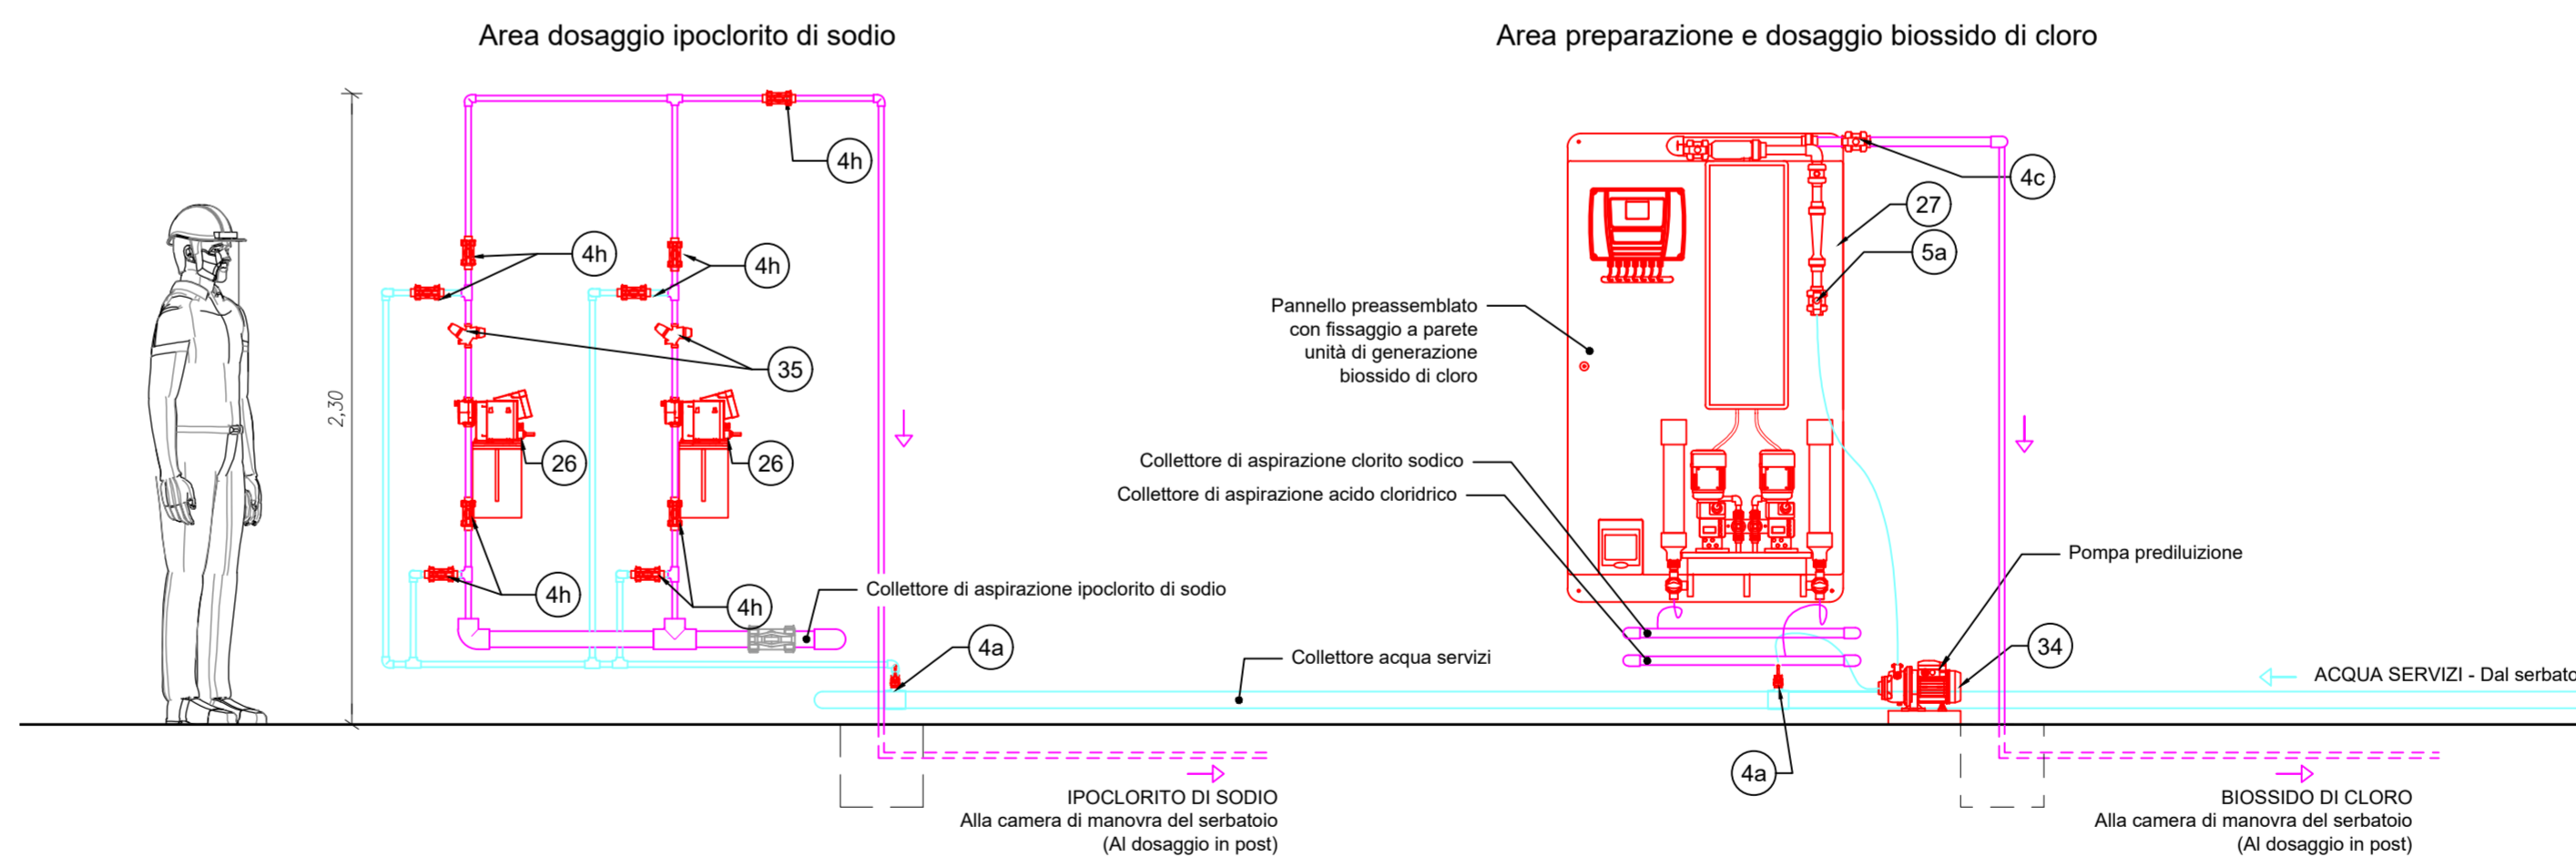 Area dosaggio ipoclorito di sodio
Area preparazione e dosaggio biossido di cloro
2,30
4h
4h
4h
35
26
26
4h
4h
Collettore di aspirazione ipoclorito di sodio
4a
Collettore acqua servizi
4c
27
5a
Pannello preassemblato
con fissaggio a parete
unità di generazione
biossido di cloro
Collettore di aspirazione clorito sodico
Collettore di aspirazione acido cloridrico
Pompa prediluizione
34
ACQUA SERVIZI - Dal serbato
4a
IPOCLORITO DI SODIO
Alla camera di manovra del serbatoio
(Al dosaggio in post)
BIOSSIDO DI CLORO
Alla camera di manovra del serbatoio
(Al dosaggio in post)